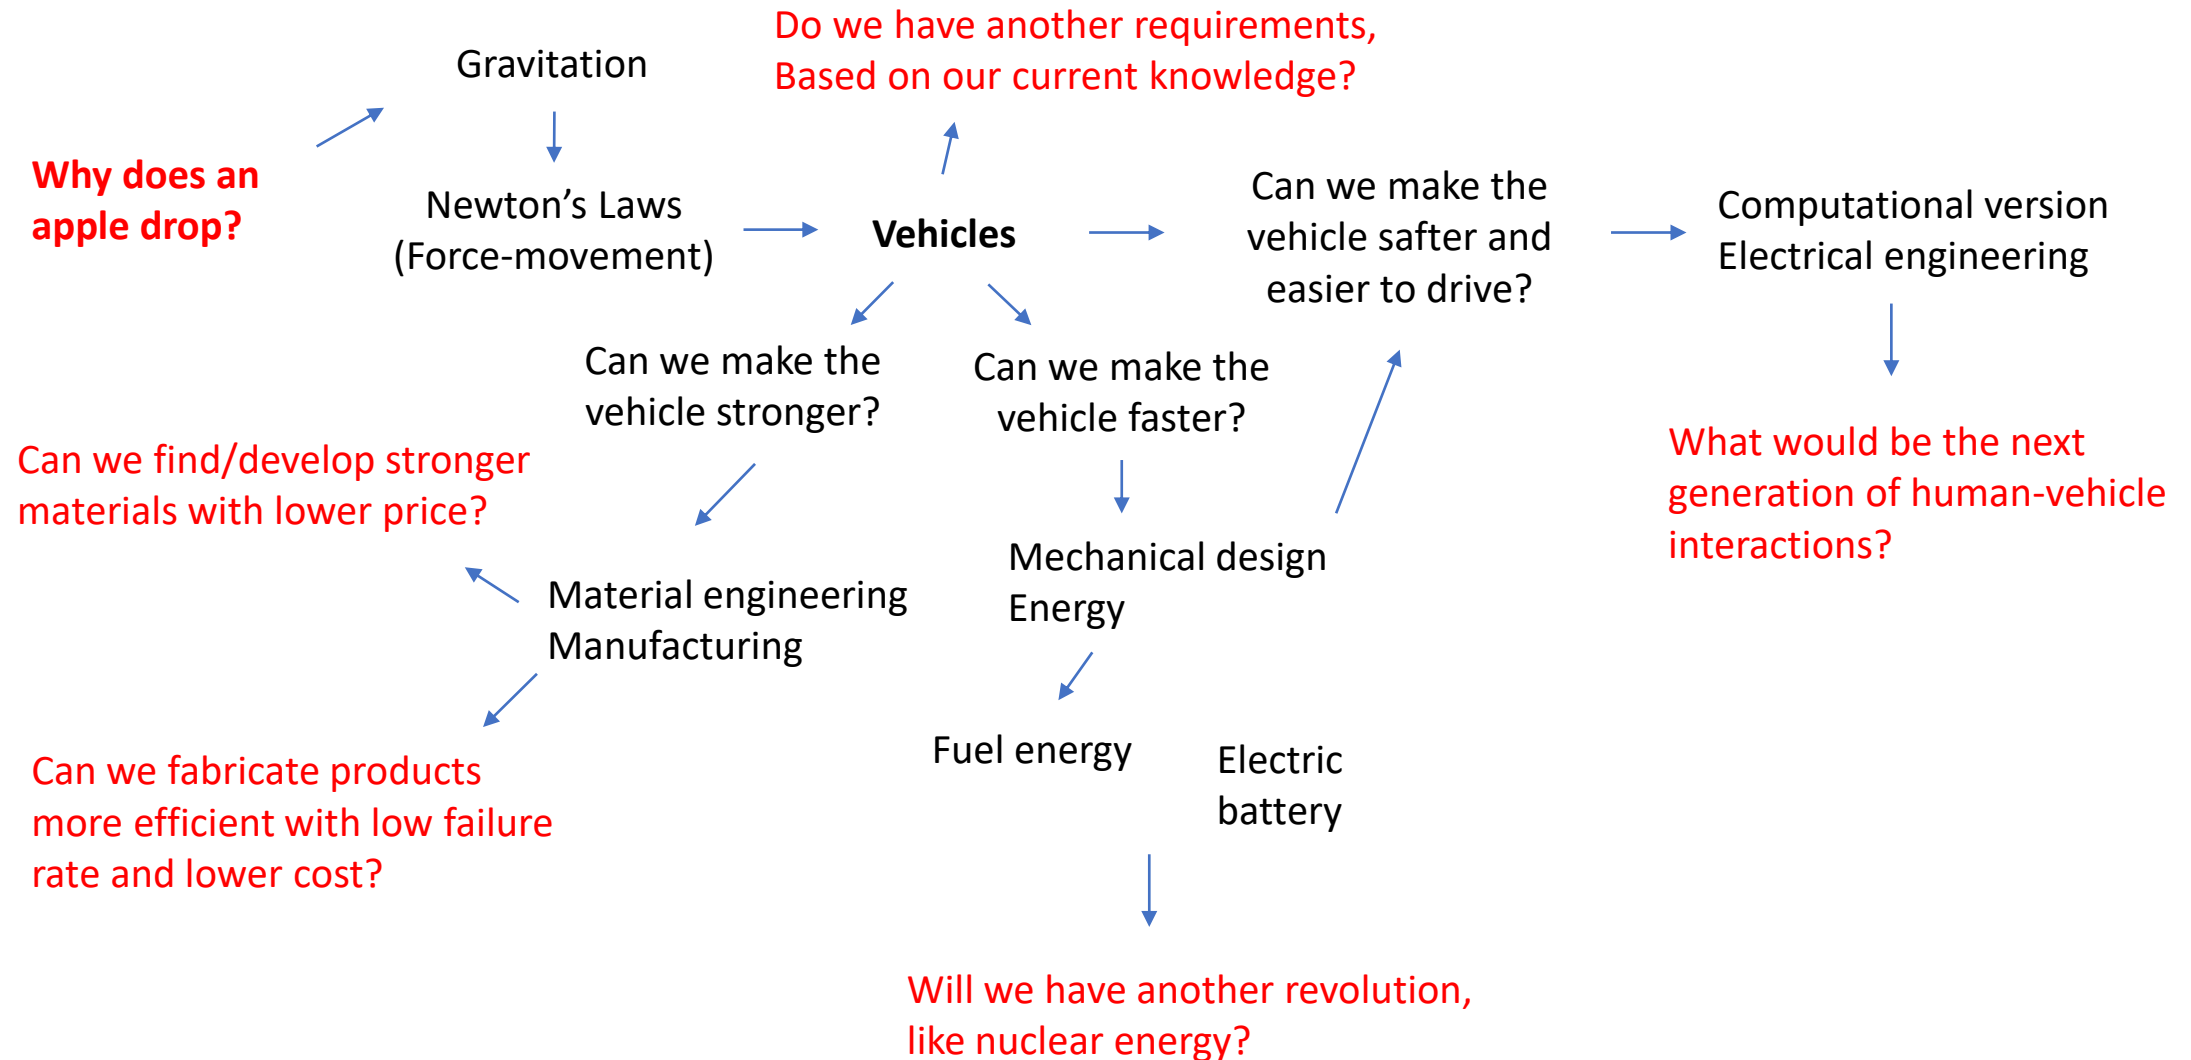 Do we have another requirements,
Based on our current knowledge?
Gravitation
Why does an
apple drop?
Newton’s Laws
(Force-movement)
Vehicles
Can we make the
vehicle safter and
easier to drive?
Computational version
Electrical engineering
Can we make the
vehicle stronger?
Can we make the
vehicle faster?
Can we find/develop stronger
materials with lower price?
What would be the next
generation of human-vehicle
interactions?
Material engineering
Manufacturing
Mechanical design
Energy
Can we fabricate products
more efficient with low failure
rate and lower cost?
Fuel energy
Electric
battery
Will we have another revolution,
like nuclear energy?